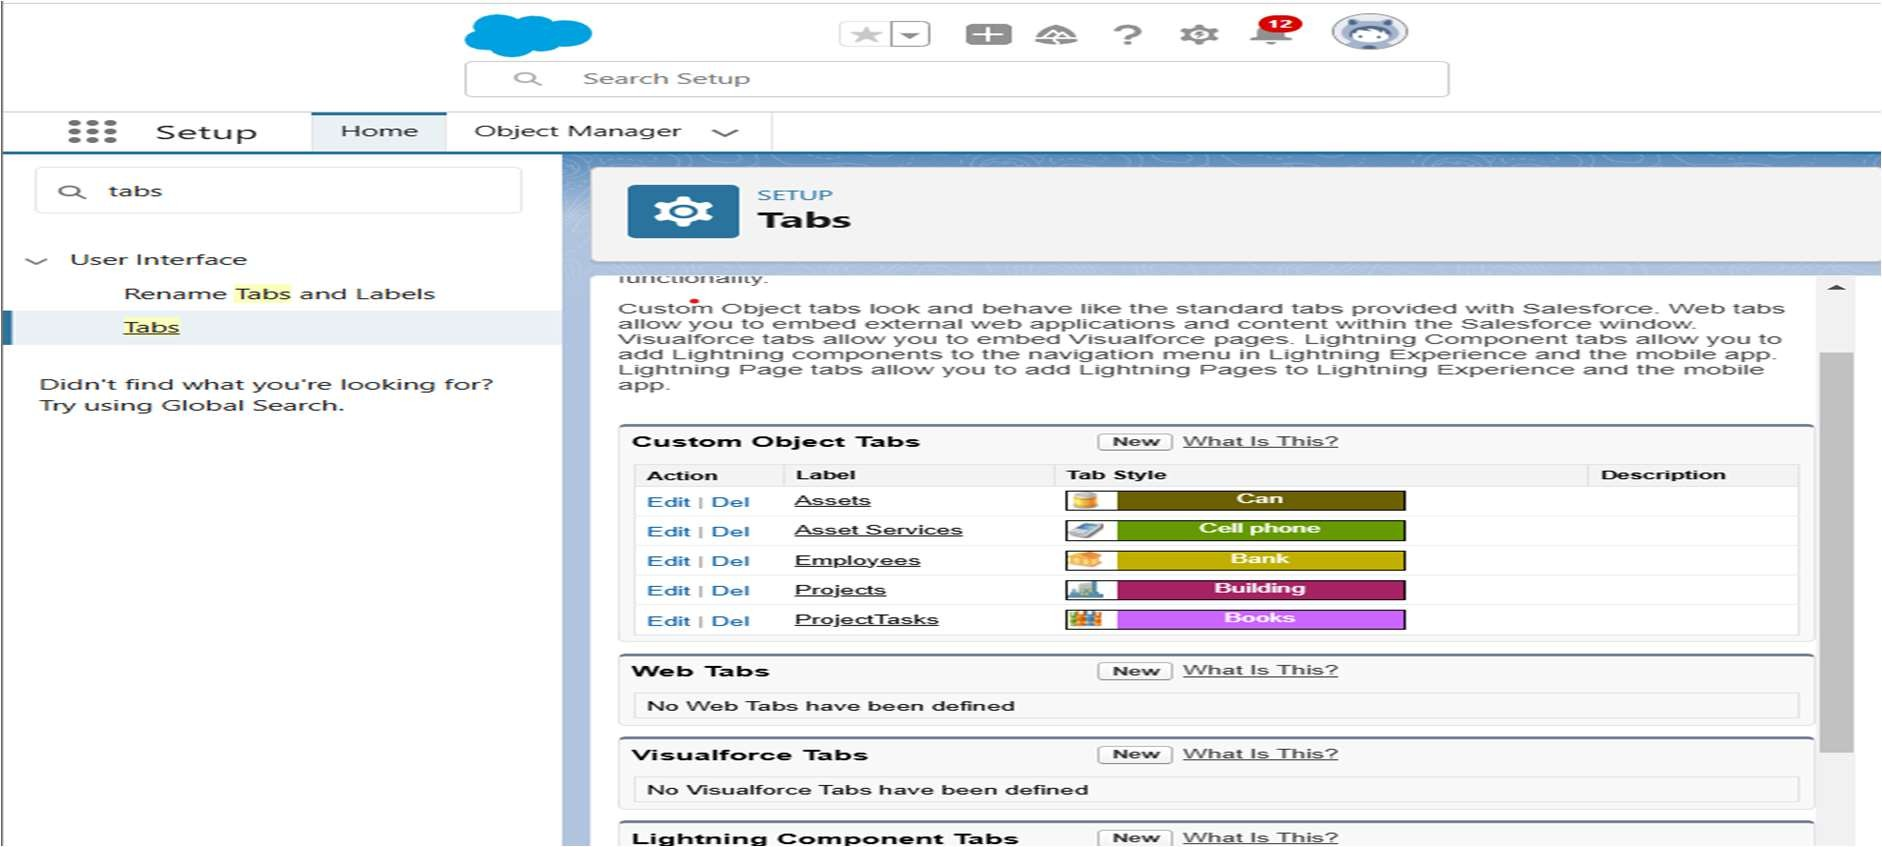 12
Search Setup
Setup
Home
Object Manager
tabs
User Interface
Rename Tabs and Labels
Tabs
Didn't find what you're looking for?
Try using Global Search.
SETUP
Tabs
functionality.
Custom Object tabs look and behave like the standard tabs provided with Salesforce. Web tabs
allow you to embed external web applications and content within the Salesforce window.
Visualforce tabs allow you to embed Visualforce pages. Lightning Component tabs allow you to
add Lightning components to the navigation menu in Lightning Experience and the mobile app.
Lightning Page tabs allow you to add Lightning Pages to Lightning Experience and the mobile
app.
Custom Object Tabs New What Is This?
Action Label Tab Style Description
Edit | Del Assets Can
Edit | Del Asset Services Cell phone
Edit | Del Employees Bank
Edit | Del Projects Building
Edit | Del ProjectTasks Books
Web Tabs New What Is This?
No Web Tabs have been defined
Visualforce Tabs New What Is This?
No Visualforce Tabs have been defined
Lightning Component Tabs New What Is This?